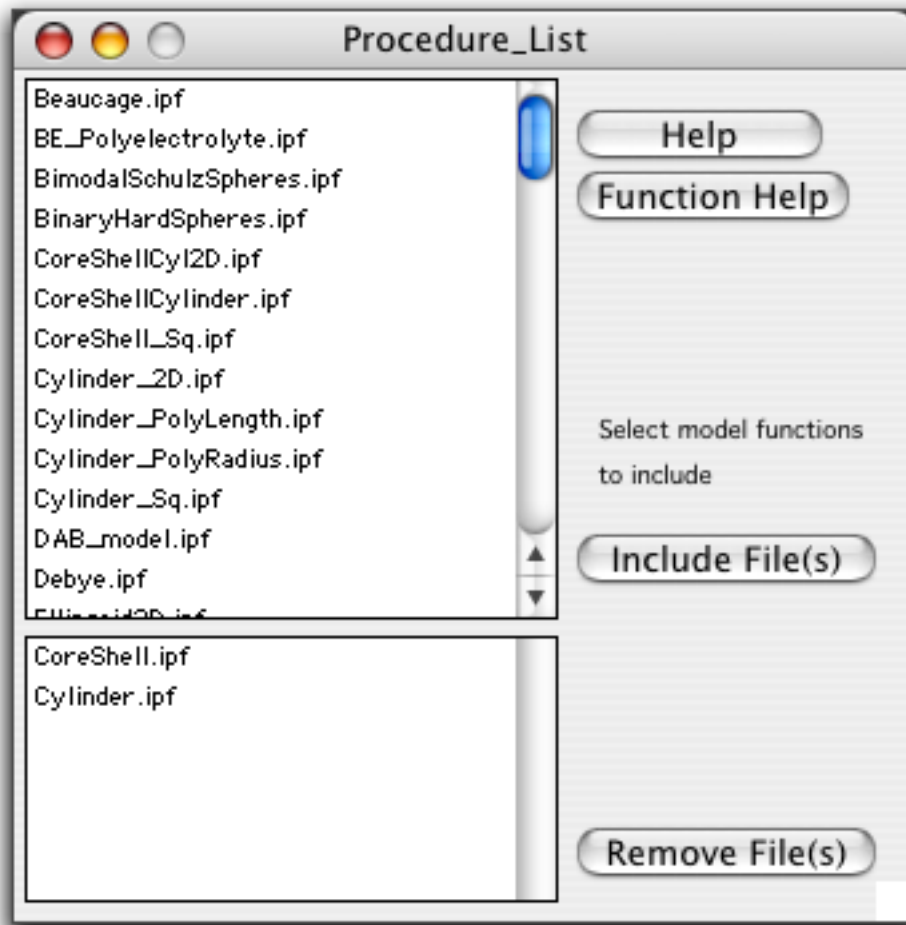 Procedure_List
Beaucage.ipf
BE_Polyelectrolyte.ipf
BimodalSchulzSpheres.ipf
BinaryHardSpheres.ipf
CoreShellCyl2D.ipf
CoreShellCylinder.ipf
CoreShell_Sq.ipf
Cylinder_2D.ipf
Cylinder_PolyLength.ipf
Cylinder_PolyRadius.ipf
Cylinder_Sq.ipf
DAB_model.ipf
Debye.ipf
Help
Function Help
Select model functions
to include
Include File(s)
CoreShell.ipf
Cylinder.ipf
Remove File(s)